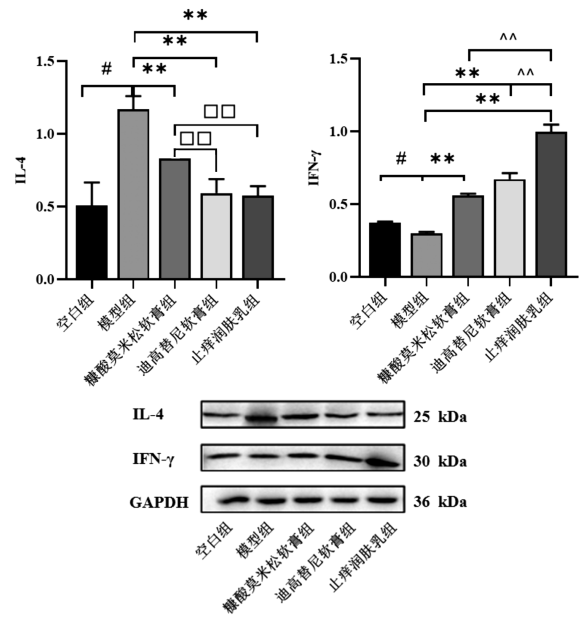 **
**
# **
□□
□□
1.5
1.0
0.5
0.0
IL-4
空白组
模型组
糠酸莫米松软膏组
迪高替尼软膏组
止痒润肤乳组
^^
** ^^
**
# **
1.5
1.0
0.5
0.0
IFN-γ
空白组
模型组
糠酸莫米松软膏组
迪高替尼软膏组
止痒润肤乳组
IL-4 25 kDa
IFN-γ 30 kDa
GAPDH 36 kDa
空白组
模型组
糠酸莫米松软膏组
迪高替尼软膏组
止痒润肤乳组